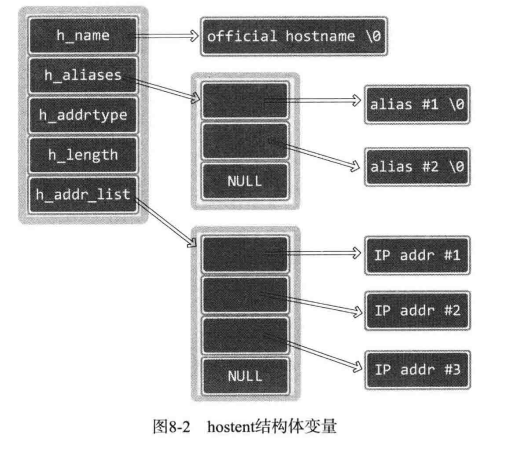 h_name
official hostname \0
h_aliases
h_addrtype
h_length
h_addr_list
alias #1 \0
alias #2 \0
NULL
IP addr #1
IP addr #2
IP addr #3
NULL
图8-2 hostent结构体变量